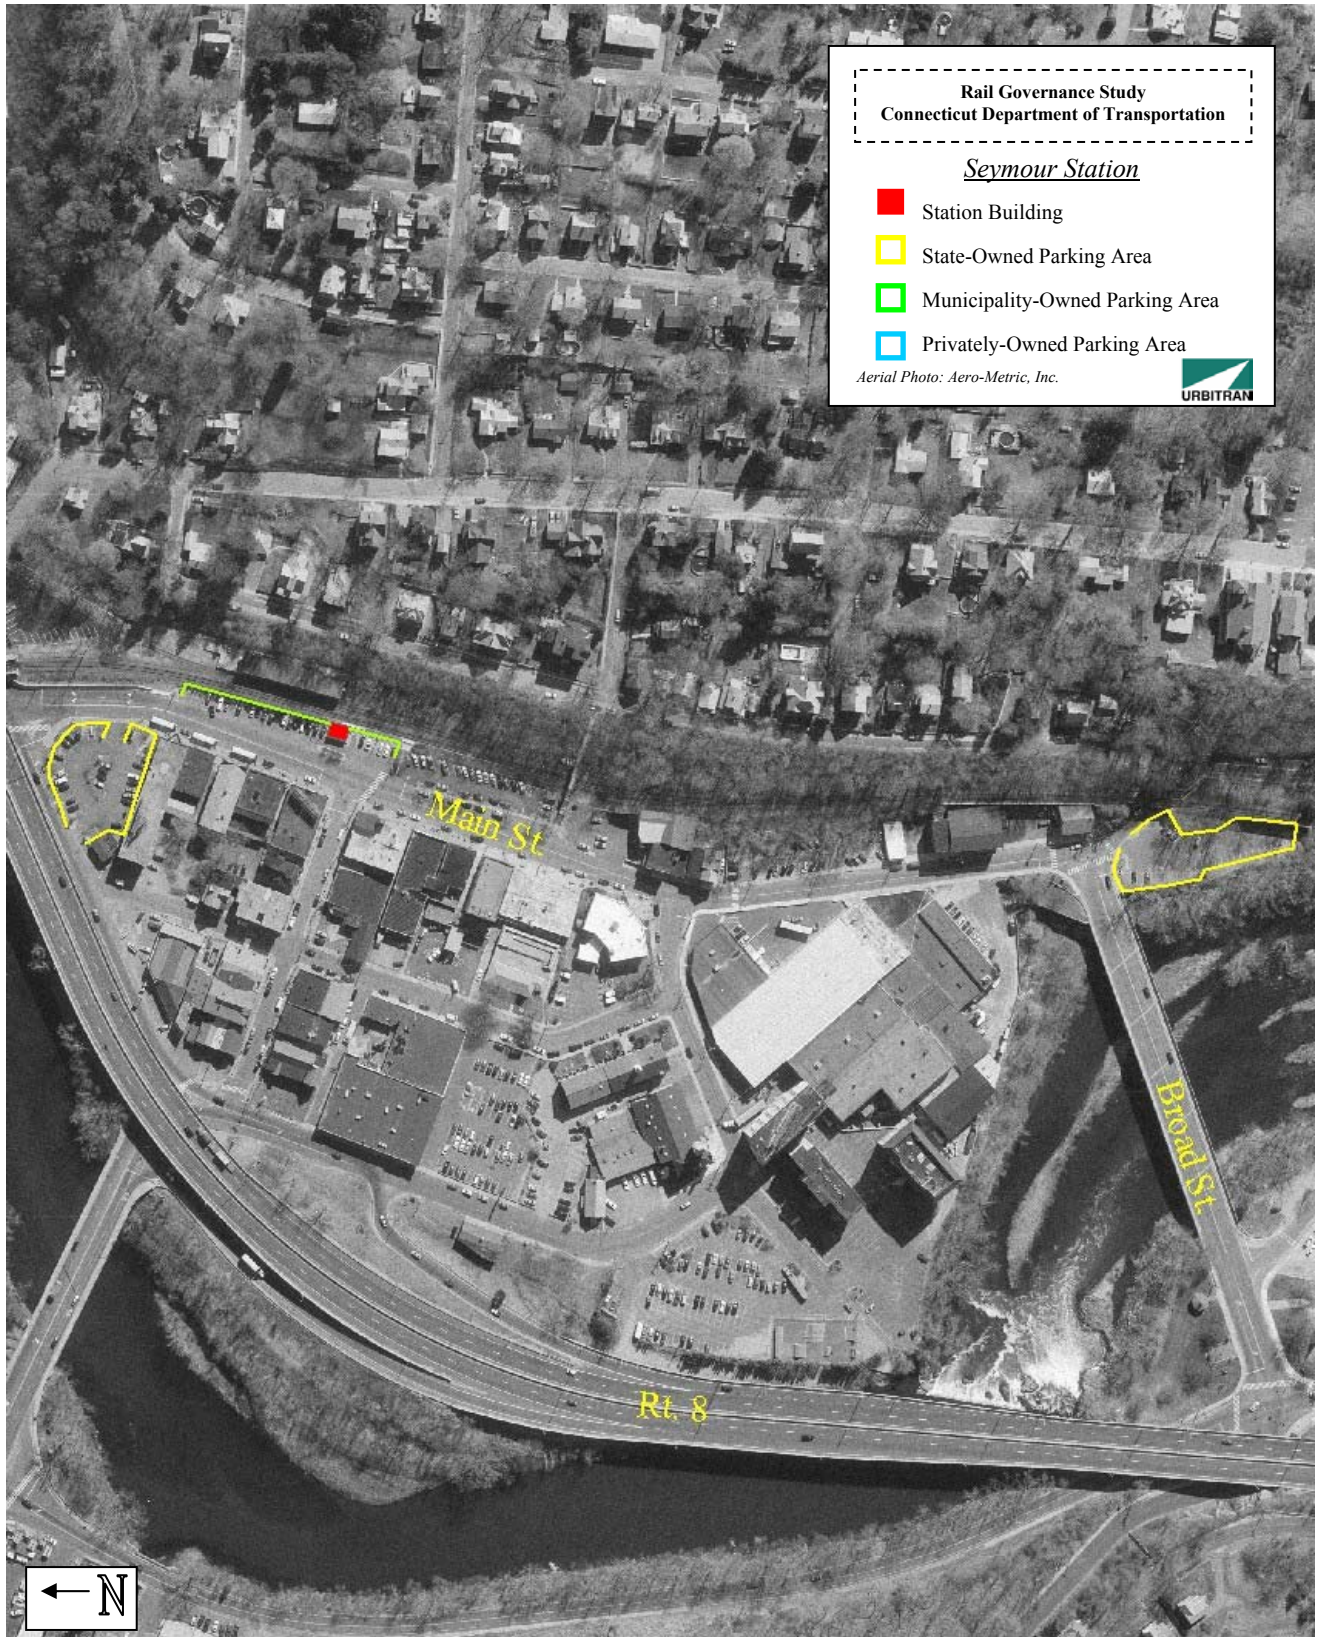 Rail Governance Study
Connecticut Department of Transportation
Seymour Station
Station Building
State-Owned Parking Area
Municipality-Owned Parking Area
Privately-Owned Parking Area
Aerial Photo: Aero-Metric, Inc.
URBITRAN
Main St.
Broad St.
Rt. 8
N